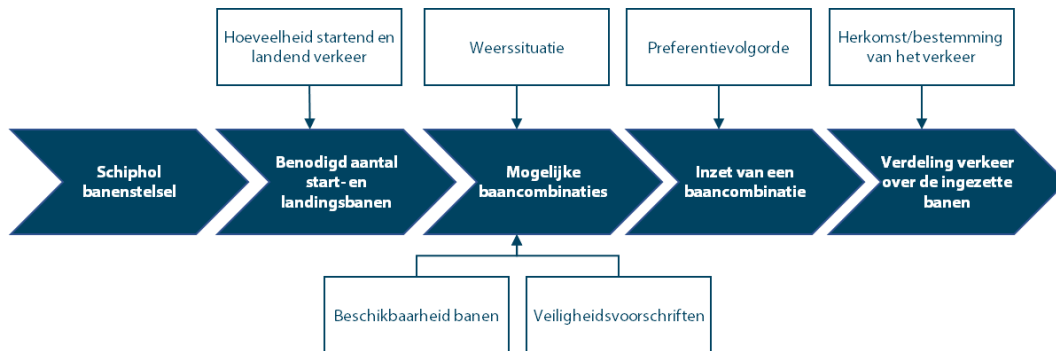 Hoeveelheid startend en
landend verkeer
Weerssituatie
Preferentievolgorde
Herkomst/bestemming
van het verkeer
Schiphol
banenstelsel
Benodigd aantal
start- en
landingsbanen
Mogelijke
baancombinaties
Inzet van een
baancombinatie
Verdeling verkeer
over de ingezette
banen
Beschikbaarheid banen
Veiligheidsvoorschriften